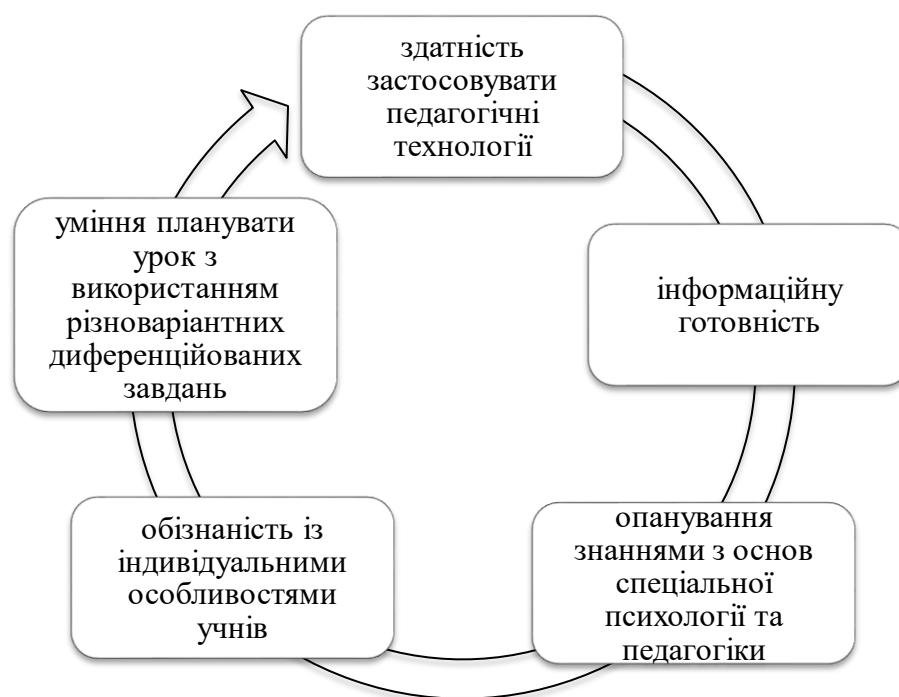 здатність
застосовувати
педагогічні
технології
інформаційну
готовність
опанування
знаннями з основ
спеціальної
психології та
педагогіки
обізнаність із
індивідуальними
особливостями
учнів
уміння планувати
урок з
використанням
різноваріантних
диференційованих
завдань